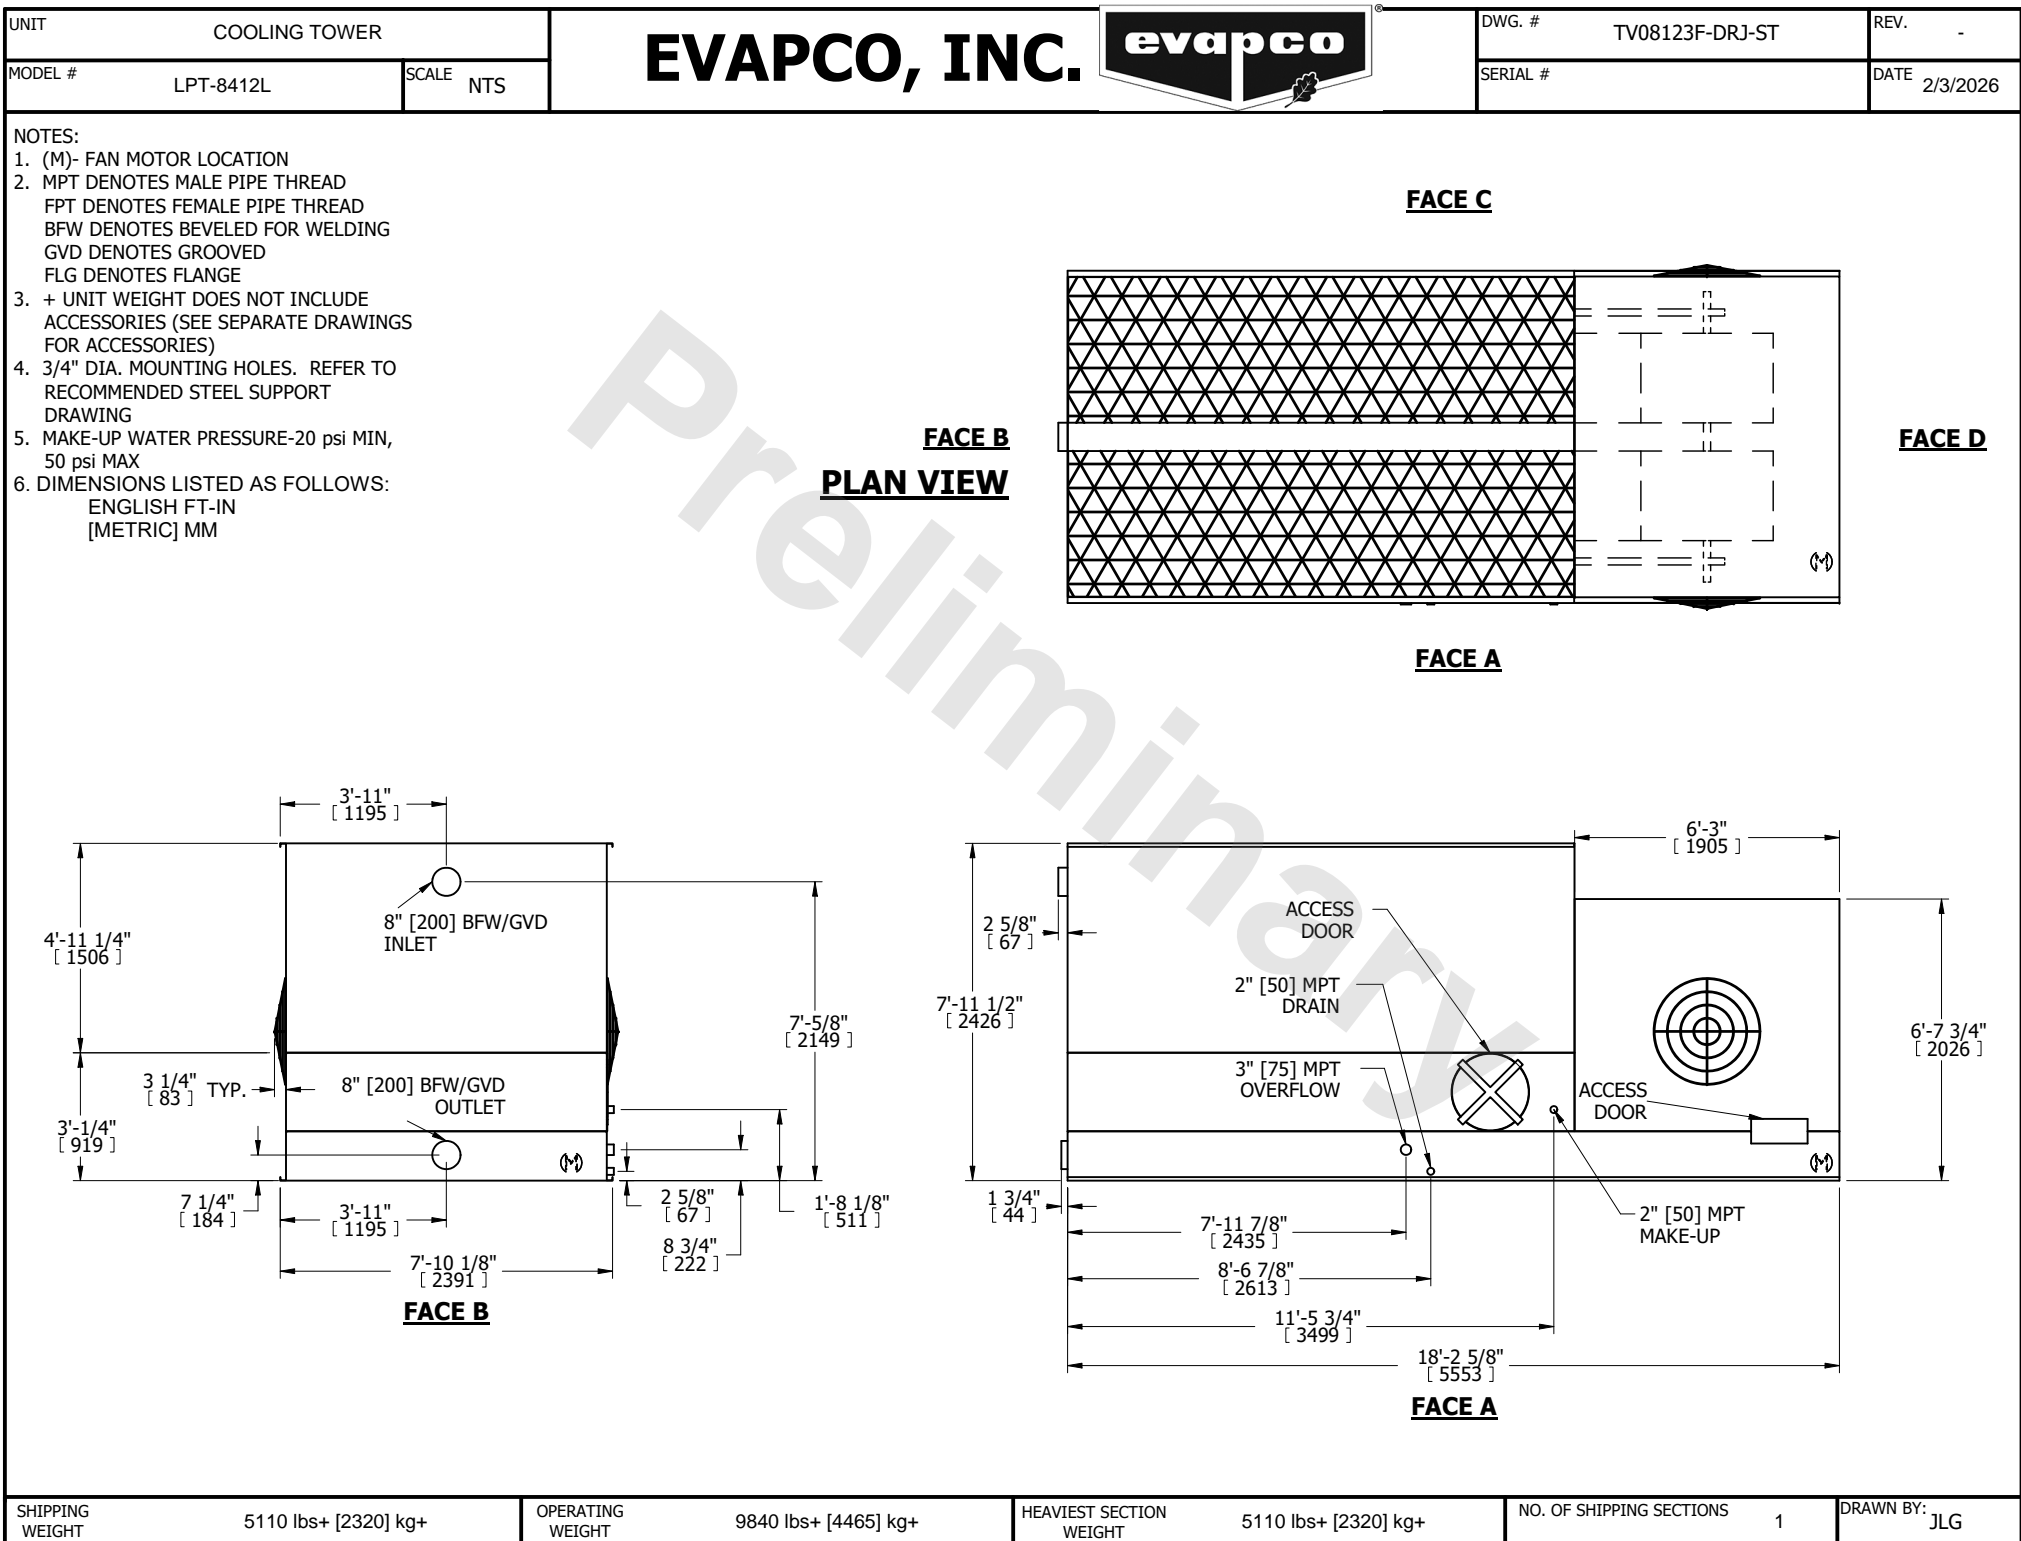 UNIT
COOLING TOWER
MODEL #
LPT-8412L
SCALE
NTS
EVAPCO, INC.
evapco
®
DWG. #
TV08123F-DRJ-ST
REV.
-
SERIAL #
DATE
2/3/2026
NOTES:
1. (M)- FAN MOTOR LOCATION
2. MPT DENOTES MALE PIPE THREAD
FPT DENOTES FEMALE PIPE THREAD
BFW DENOTES BEVELED FOR WELDING
GVD DENOTES GROOVED
FLG DENOTES FLANGE
3. + UNIT WEIGHT DOES NOT INCLUDE
ACCESSORIES (SEE SEPARATE DRAWINGS
FOR ACCESSORIES)
4. 3/4" DIA. MOUNTING HOLES. REFER TO
RECOMMENDED STEEL SUPPORT
DRAWING
5. MAKE-UP WATER PRESSURE-20 psi MIN,
50 psi MAX
6. DIMENSIONS LISTED AS FOLLOWS:
ENGLISH FT-IN
[METRIC] MM
Preliminary
FACE C
FACE B
PLAN VIEW
FACE D
(M)
FACE A
3'-11"
[ 1195 ]
8" [200] BFW/GVD
INLET
4'-11 1/4"
[ 1506 ]
7'-5/8"
[ 2149 ]
3 1/4"
[ 83 ]
TYP.
8" [200] BFW/GVD
OUTLET
3'-1/4"
[ 919 ]
(M)
7 1/4"
[ 184 ]
3'-11"
[ 1195 ]
2 5/8"
[ 67 ]
1'-8 1/8"
[ 511 ]
8 3/4"
[ 222 ]
7'-10 1/8"
[ 2391 ]
FACE B
6'-3"
[ 1905 ]
2 5/8"
[ 67 ]
ACCESS
DOOR
2" [50] MPT
DRAIN
7'-11 1/2"
[ 2426 ]
6'-7 3/4"
[ 2026 ]
3" [75] MPT
OVERFLOW
ACCESS
DOOR
(M)
1 3/4"
[ 44 ]
2" [50] MPT
MAKE-UP
7'-11 7/8"
[ 2435 ]
8'-6 7/8"
[ 2613 ]
11'-5 3/4"
[ 3499 ]
18'-2 5/8"
[ 5553 ]
FACE A
SHIPPING
WEIGHT
5110 lbs+ [2320] kg+
OPERATING
WEIGHT
9840 lbs+ [4465] kg+
HEAVIEST SECTION
WEIGHT
5110 lbs+ [2320] kg+
NO. OF SHIPPING SECTIONS
1
DRAWN BY:
JLG